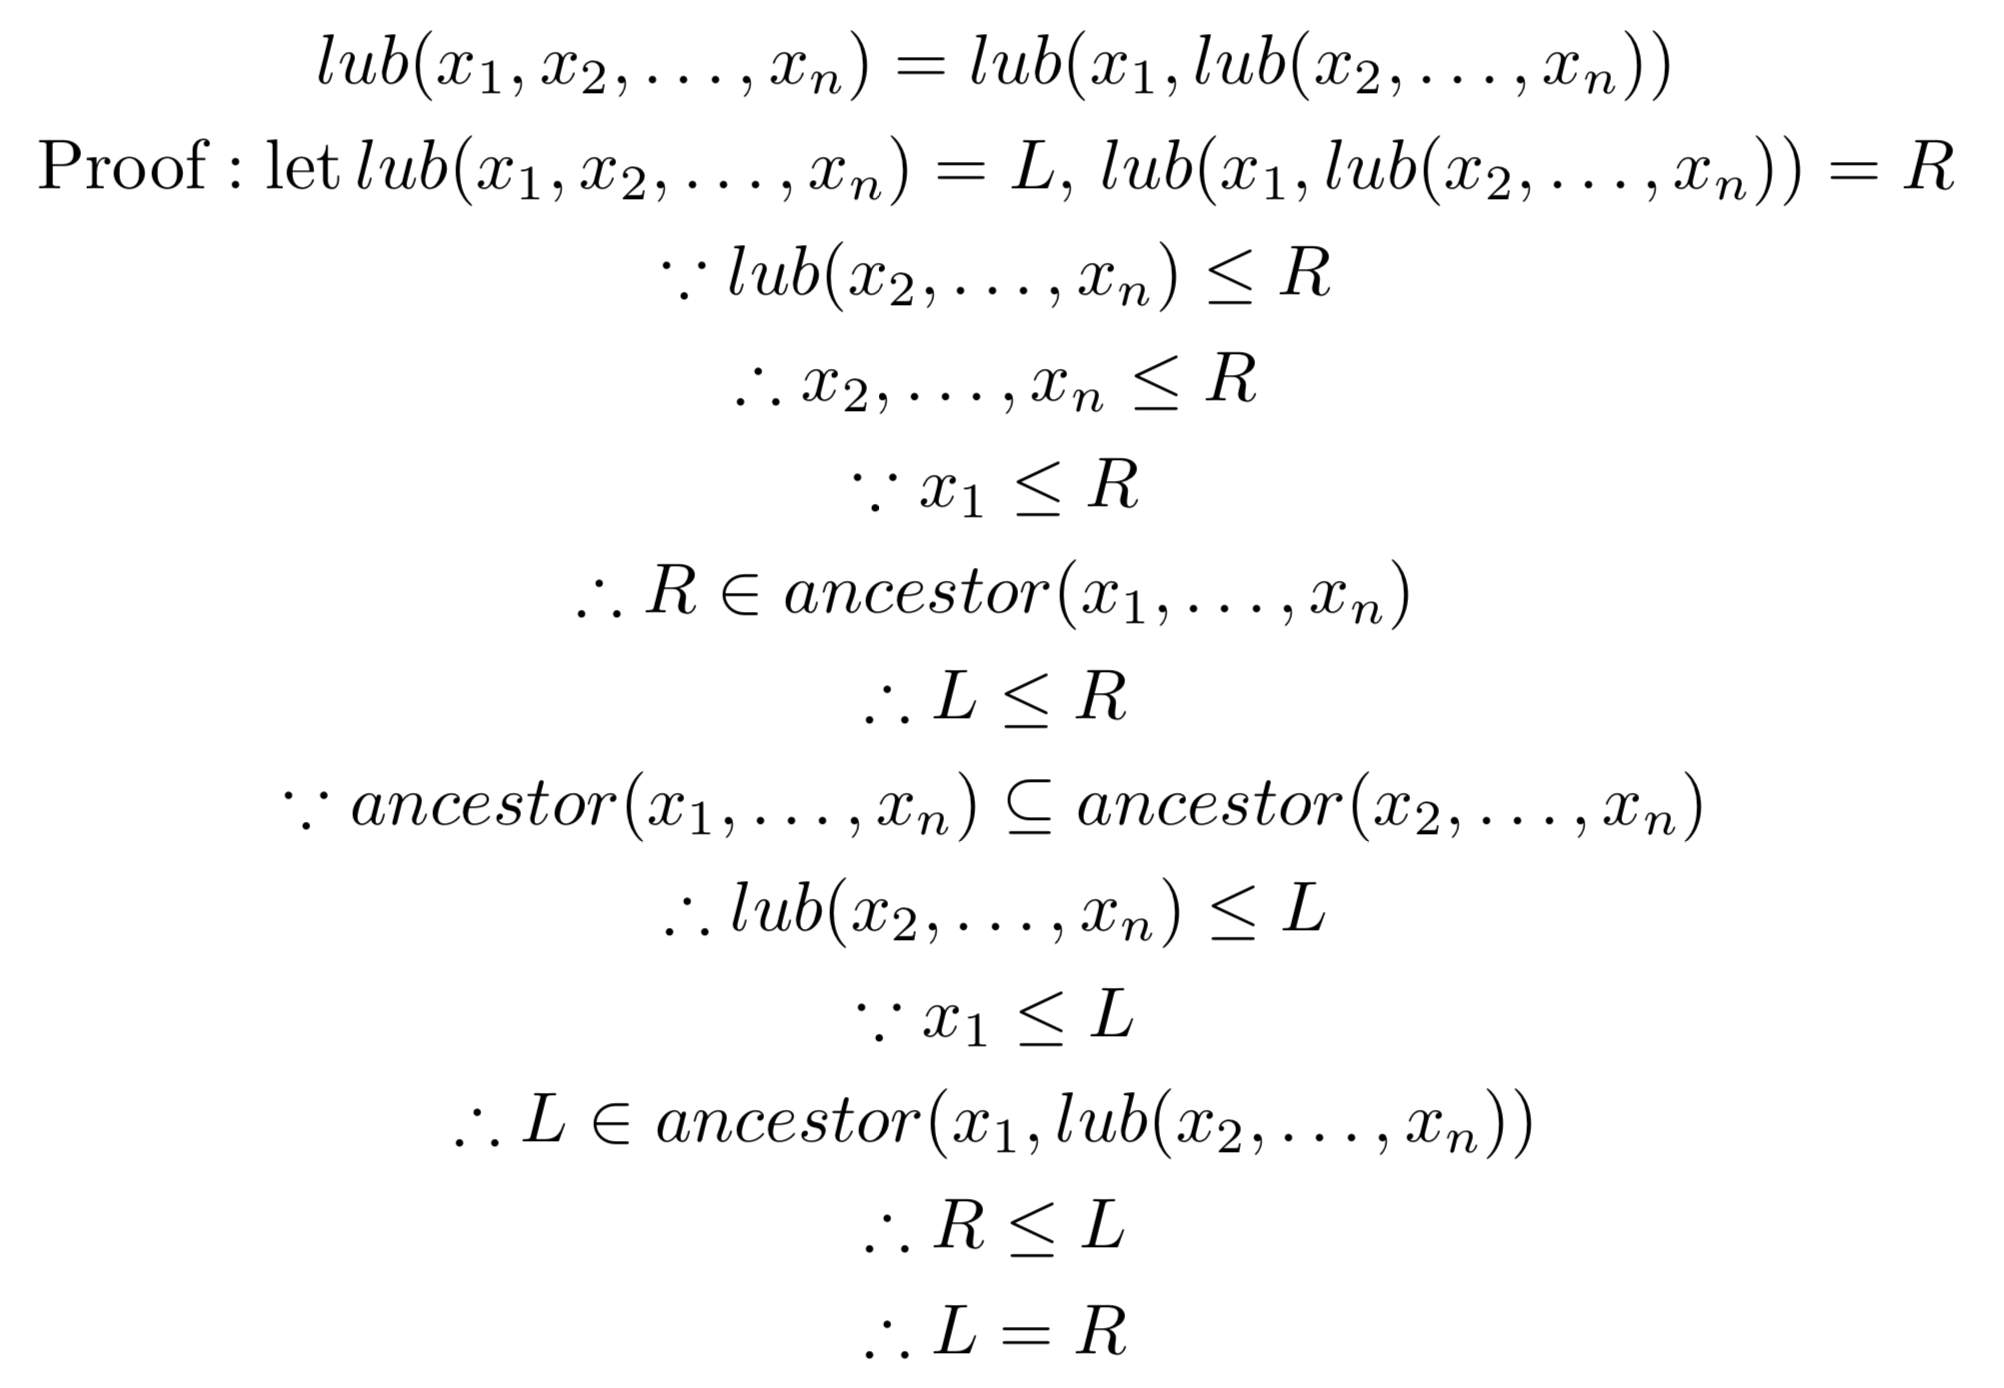 lub(x₁, x₂, …, xₙ) = lub(x₁, lub(x₂, …, xₙ))
Proof : let lub(x₁, x₂, …, xₙ) = L, lub(x₁, lub(x₂, …, xₙ)) = R
∵ lub(x₂, …, xₙ) ≤ R
∴ x₂, …, xₙ ≤ R
∵ x₁ ≤ R
∴ R ∈ ancestor(x₁, …, xₙ)
∴ L ≤ R
∵ ancestor(x₁, …, xₙ) ⊆ ancestor(x₂, …, xₙ)
∴ lub(x₂, …, xₙ) ≤ L
∵ x₁ ≤ L
∴ L ∈ ancestor(x₁, lub(x₂, …, xₙ))
∴ R ≤ L
∴ L = R